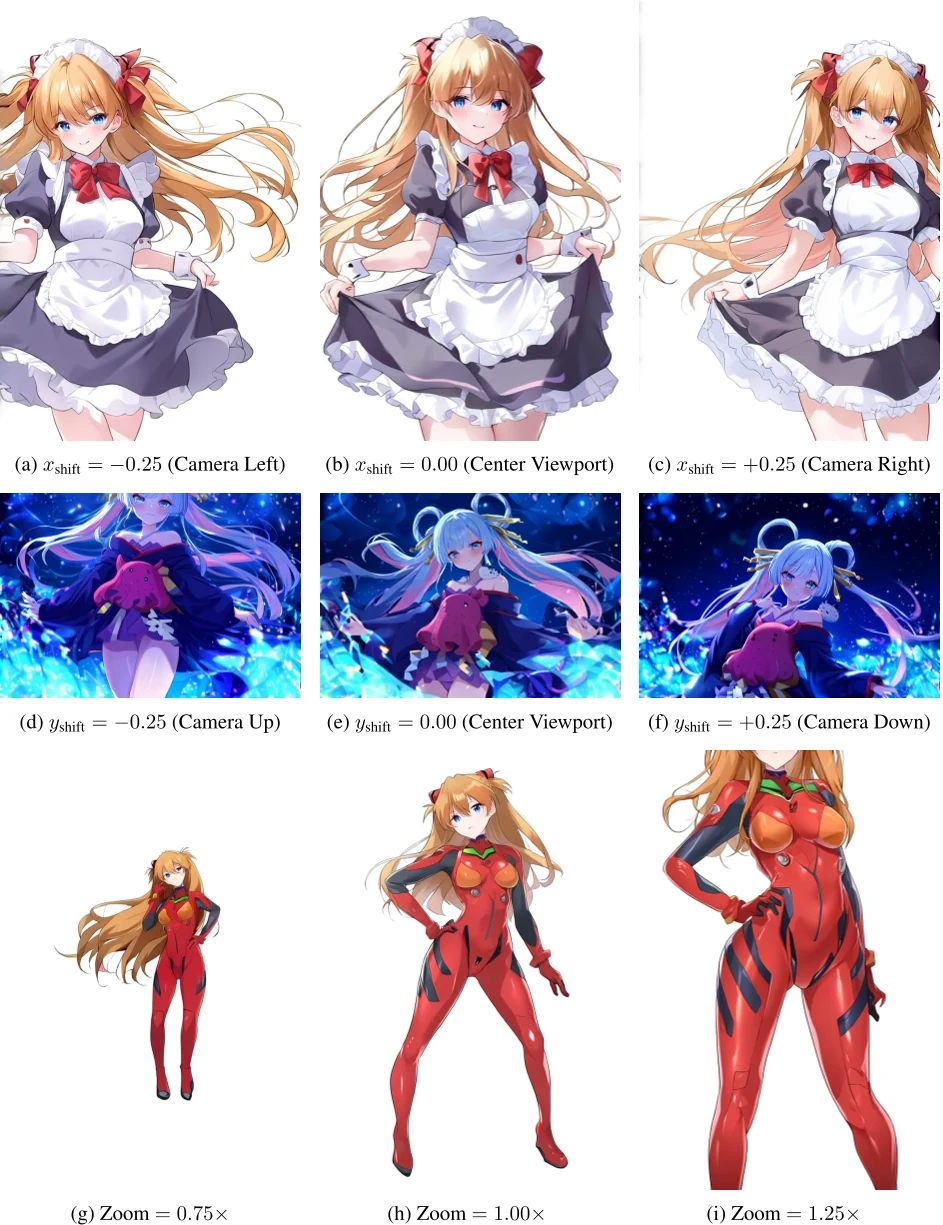 (a) x_shift = −0.25 (Camera Left)
(b) x_shift = 0.00 (Center Viewport)
(c) x_shift = +0.25 (Camera Right)
(d) y_shift = −0.25 (Camera Up)
(e) y_shift = 0.00 (Center Viewport)
(f) y_shift = +0.25 (Camera Down)
(g) Zoom = 0.75×
(h) Zoom = 1.00×
(i) Zoom = 1.25×